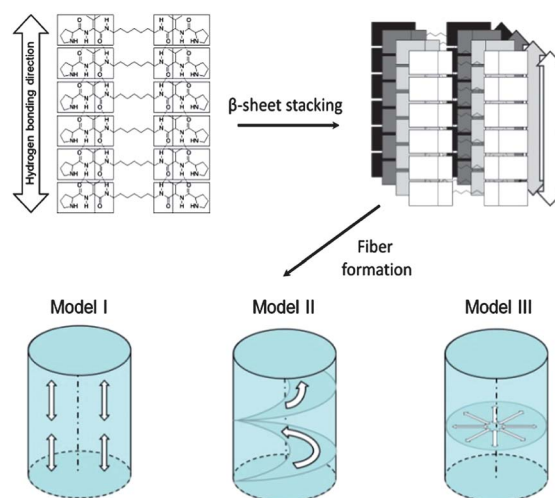 Hydrogen bonding direction
β-sheet stacking
Fiber
formation
Model I
Model II
Model III